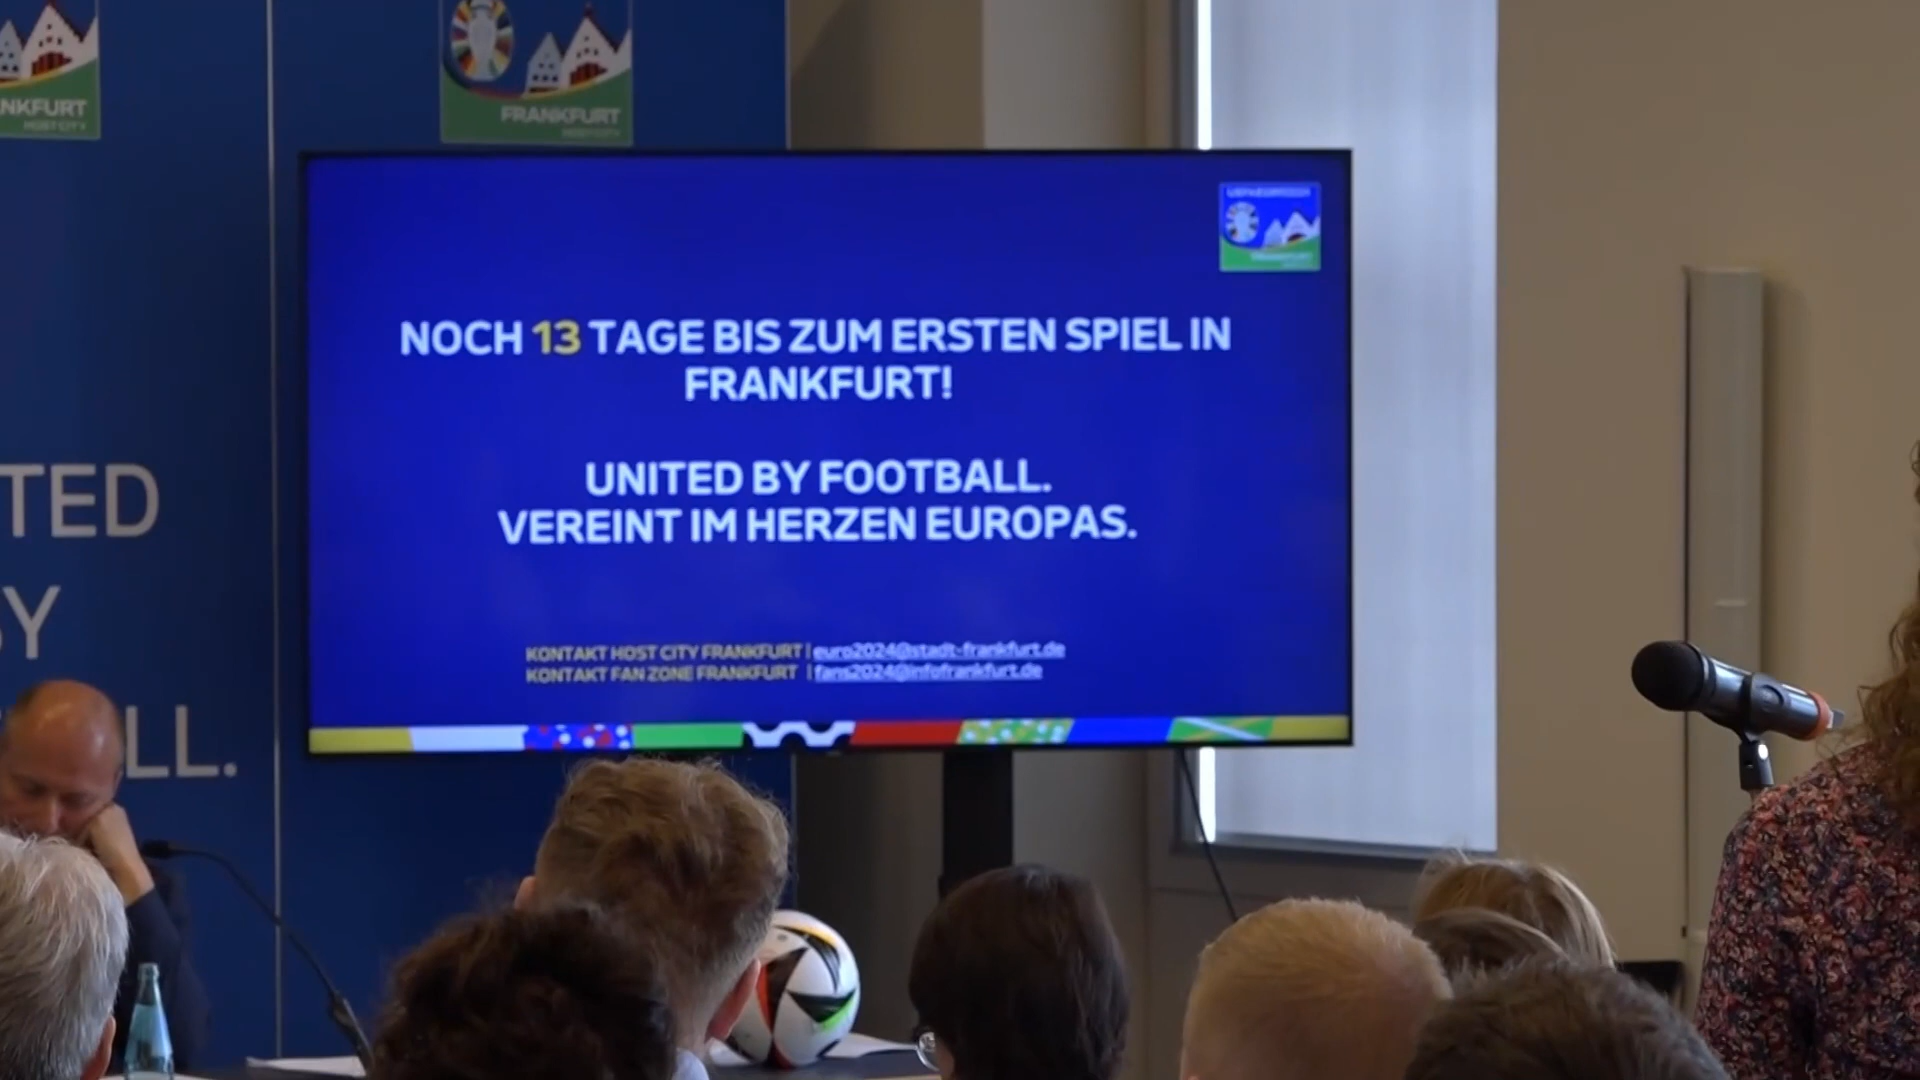 NKFURT
HOST CITY
FRANKFURT
HOST CITY
NOCH 13 TAGE BIS ZUM ERSTEN SPIEL IN
FRANKFURT!
UNITED BY FOOTBALL.
VEREINT IM HERZEN EUROPAS.
KONTAKT HOST CITY FRANKFURT | euro2024@stadt-frankfurt.de
KONTAKT FAN ZONE FRANKFURT | fans2024@infofrankfurt.de
TED
BY
LL.